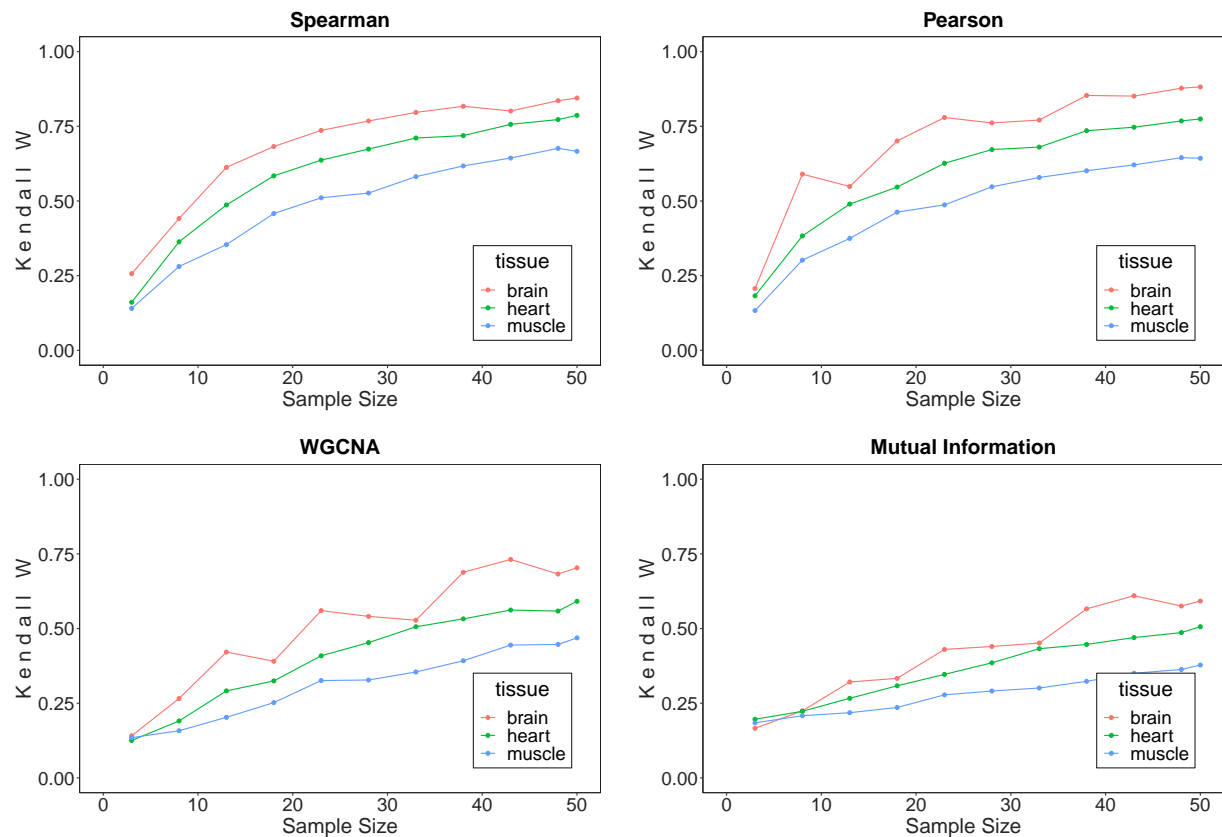 Spearman
Kendall W
1.00
0.75
0.50
0.25
0.00
tissue
brain
heart
muscle
0 10 20 30 40 50
Sample Size
Pearson
Kendall W
1.00
0.75
0.50
0.25
0.00
tissue
brain
heart
muscle
0 10 20 30 40 50
Sample Size
WGCNA
Kendall W
1.00
0.75
0.50
0.25
0.00
tissue
brain
heart
muscle
0 10 20 30 40 50
Sample Size
Mutual Information
Kendall W
1.00
0.75
0.50
0.25
0.00
tissue
brain
heart
muscle
0 10 20 30 40 50
Sample Size